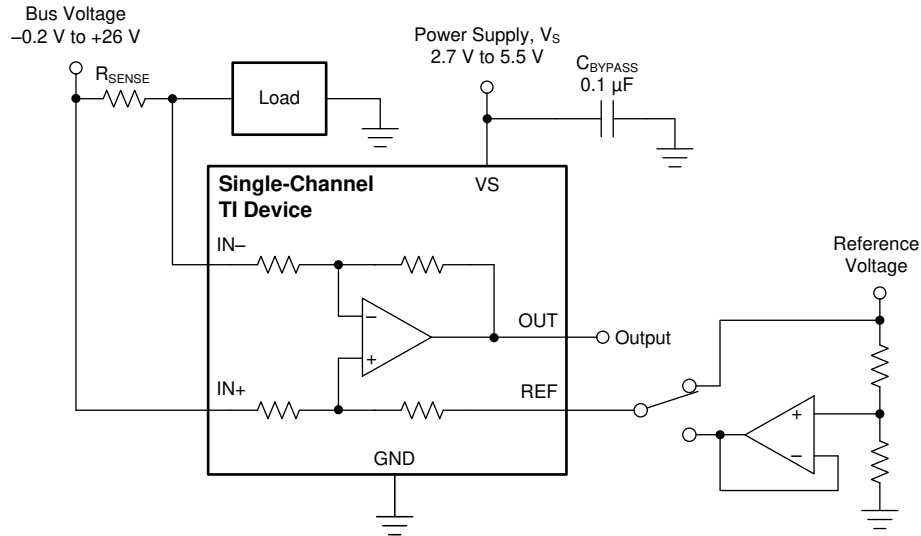 Bus Voltage
–0.2 V to +26 V
RSENSE
Load
Power Supply, VS
2.7 V to 5.5 V
CBYPASS
0.1 µF
Single-Channel
TI Device
VS
IN–
–
+
OUT
Output
IN+
REF
GND
Reference
Voltage
+
–